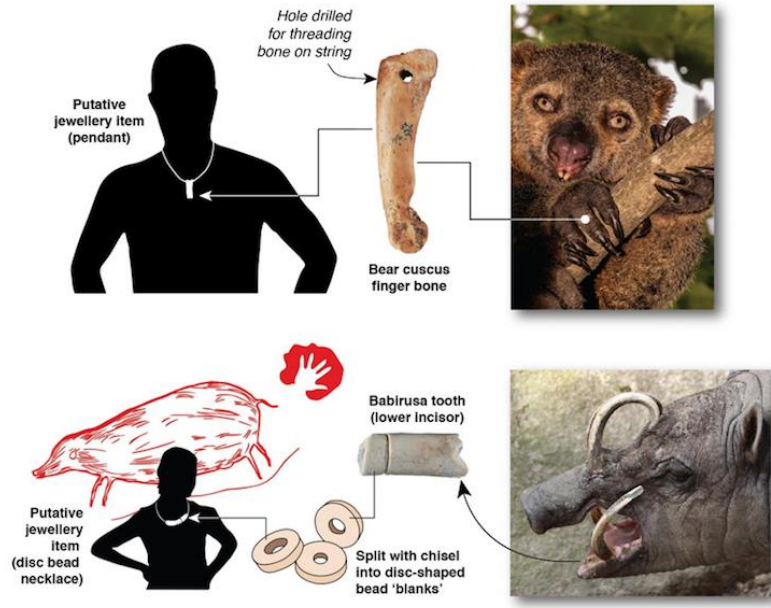 Hole drilled
for threading
bone on string
Putative
jewellery item
(pendant)
Bear cuscus
finger bone
Babirusa tooth
(lower incisor)
Putative
jewellery
item
(disc bead
necklace)
Split with chisel
into disc-shaped
bead ‘blanks’